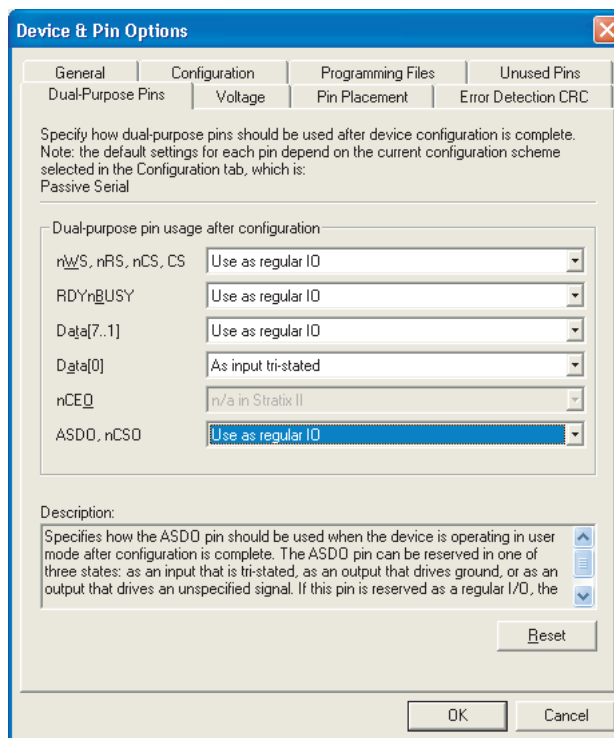 Device & Pin Options
General Configuration Programming Files Unused Pins
Dual-Purpose Pins Voltage Pin Placement Error Detection CRC
Specify how dual-purpose pins should be used after device configuration is complete.
Note: the default settings for each pin depend on the current configuration scheme
selected in the Configuration tab, which is:
Passive Serial
Dual-purpose pin usage after configuration
nWS, nRS, nCS, CS Use as regular IO
RDYnBUSY Use as regular IO
Data[7..1] Use as regular IO
Data[0] As input tri-stated
nCEO n/a in Stratix II
ASDO, nCSO Use as regular IO
Description:
Specifies how the ASDO pin should be used when the device is operating in user
mode after configuration is complete. The ASDO pin can be reserved in one of
three states: as an input that is tri-stated, as an output that drives ground, or as an
output that drives an unspecified signal. If this pin is reserved as a regular I/O, the
Reset
OK Cancel